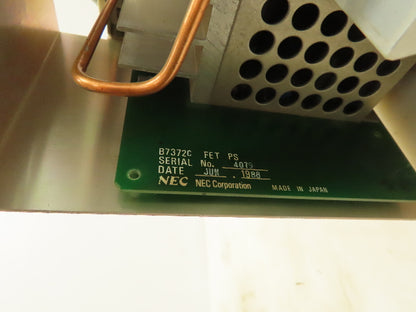 B7372C FET PS
SERIAL No. 4075
DATE JUN . 1988
NEC NEC Corporation MADE IN JAPAN